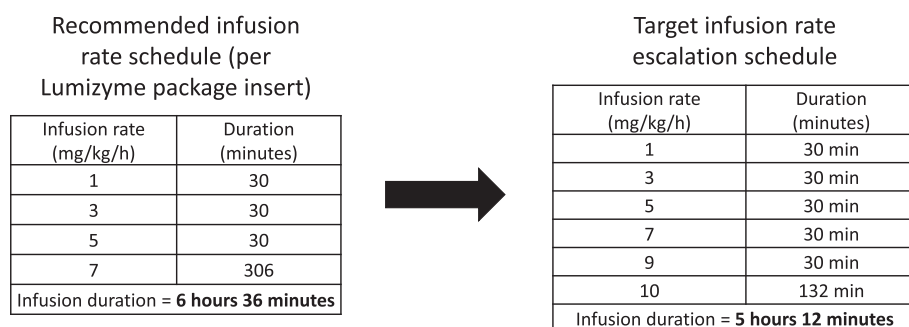 Recommended infusion
rate schedule (per
Lumizyme package insert)
Infusion rate
(mg/kg/h)
Duration
(minutes)
1 30
3 30
5 30
7 306
Infusion duration = 6 hours 36 minutes
Target infusion rate
escalation schedule
Infusion rate
(mg/kg/h)
Duration
(minutes)
1 30 min
3 30 min
5 30 min
7 30 min
9 30 min
10 132 min
Infusion duration = 5 hours 12 minutes